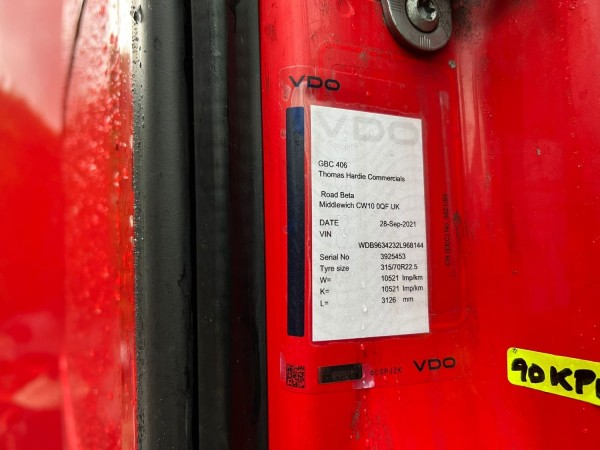 VDO
VDO
GBC 406
Thomas Hardie Commercials
Road Beta
Middlewich CW10 0QF UK
DATE 28-Sep-2021
VIN
WDB9634232L968144
Serial No 3925453
Tyre size 315/70R22.5
W= 10521 Imp/km
K= 10521 Imp/km
L= 3126 mm
VDO
90KP